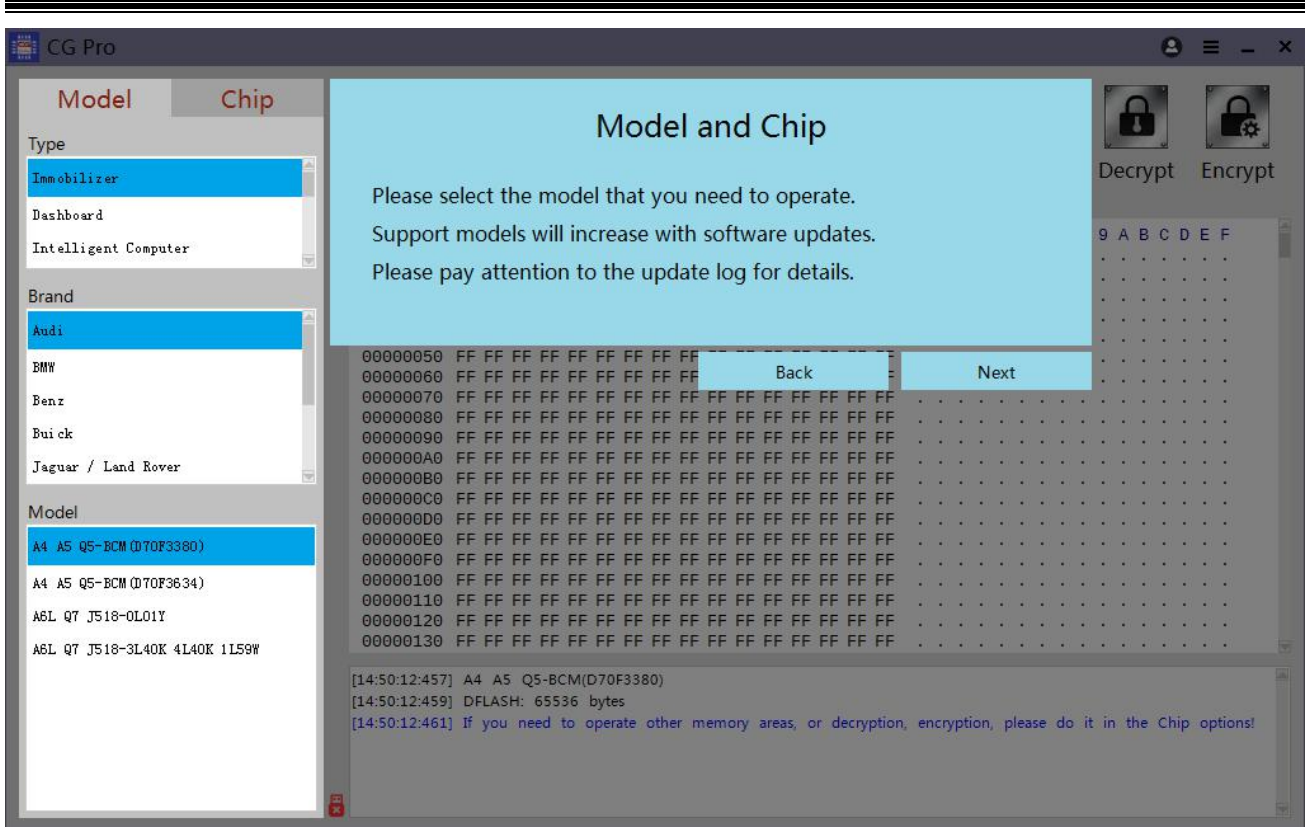 CG Pro
Model Chip
Type
Immobilizer
Dashboard
Intelligent Computer
Brand
Audi
BMW
Benz
Buick
Jaguar / Land Rover
Model
A4 A5 Q5-BCM(D70F3380)
A4 A5 Q5-BCM(D70F3634)
A6L Q7 J518-0L01Y
A6L Q7 J518-3L40K 4L40K 1L59W
Model and Chip
Please select the model that you need to operate.
Support models will increase with software updates.
Please pay attention to the update log for details.
Back Next
Decrypt Encrypt
9 A B C D E F
00000050 FF FF FF FF FF FF FF FF FF
00000060 FF FF FF FF FF FF FF FF FF
00000070 FF FF FF FF FF FF FF FF FF FF FF FF FF FF FF FF . . . . . . . . . . . . . . . .
00000080 FF FF FF FF FF FF FF FF FF FF FF FF FF FF FF FF . . . . . . . . . . . . . . . .
00000090 FF FF FF FF FF FF FF FF FF FF FF FF FF FF FF FF . . . . . . . . . . . . . . . .
000000A0 FF FF FF FF FF FF FF FF FF FF FF FF FF FF FF FF . . . . . . . . . . . . . . . .
000000B0 FF FF FF FF FF FF FF FF FF FF FF FF FF FF FF FF . . . . . . . . . . . . . . . .
000000C0 FF FF FF FF FF FF FF FF FF FF FF FF FF FF FF FF . . . . . . . . . . . . . . . .
000000D0 FF FF FF FF FF FF FF FF FF FF FF FF FF FF FF FF . . . . . . . . . . . . . . . .
000000E0 FF FF FF FF FF FF FF FF FF FF FF FF FF FF FF FF . . . . . . . . . . . . . . . .
000000F0 FF FF FF FF FF FF FF FF FF FF FF FF FF FF FF FF . . . . . . . . . . . . . . . .
00000100 FF FF FF FF FF FF FF FF FF FF FF FF FF FF FF FF . . . . . . . . . . . . . . . .
00000110 FF FF FF FF FF FF FF FF FF FF FF FF FF FF FF FF . . . . . . . . . . . . . . . .
00000120 FF FF FF FF FF FF FF FF FF FF FF FF FF FF FF FF . . . . . . . . . . . . . . . .
00000130 FF FF FF FF FF FF FF FF FF FF FF FF FF FF FF FF . . . . . . . . . . . . . . . .
[14:50:12:457] A4 A5 Q5-BCM(D70F3380)
[14:50:12:459] DFLASH: 65536 bytes
[14:50:12:461] If you need to operate other memory areas, or decryption, encryption, please do it in the Chip options!